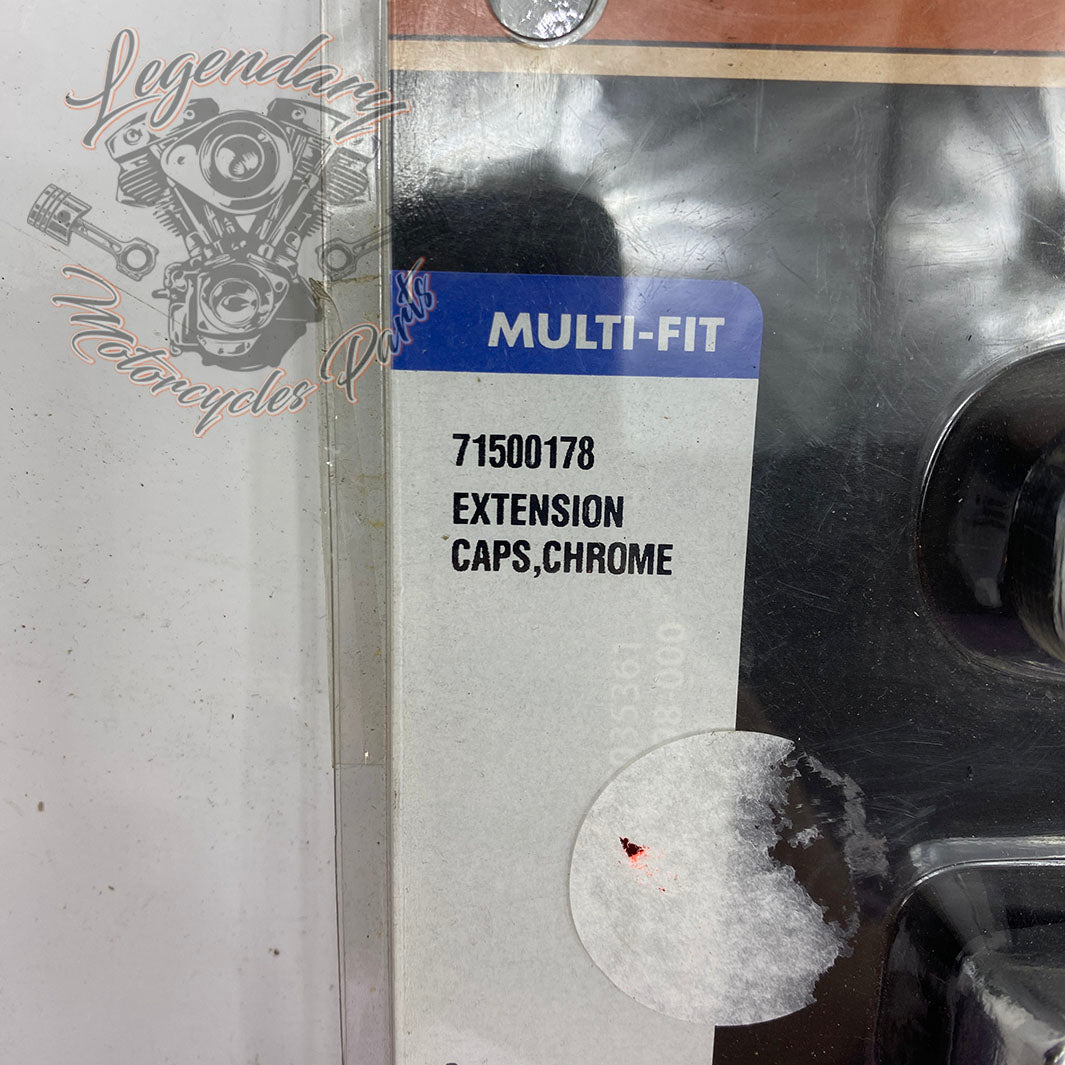 Legendary
Motorcycles Parts
MULTI-FIT
71500178
EXTENSION
CAPS,CHROME